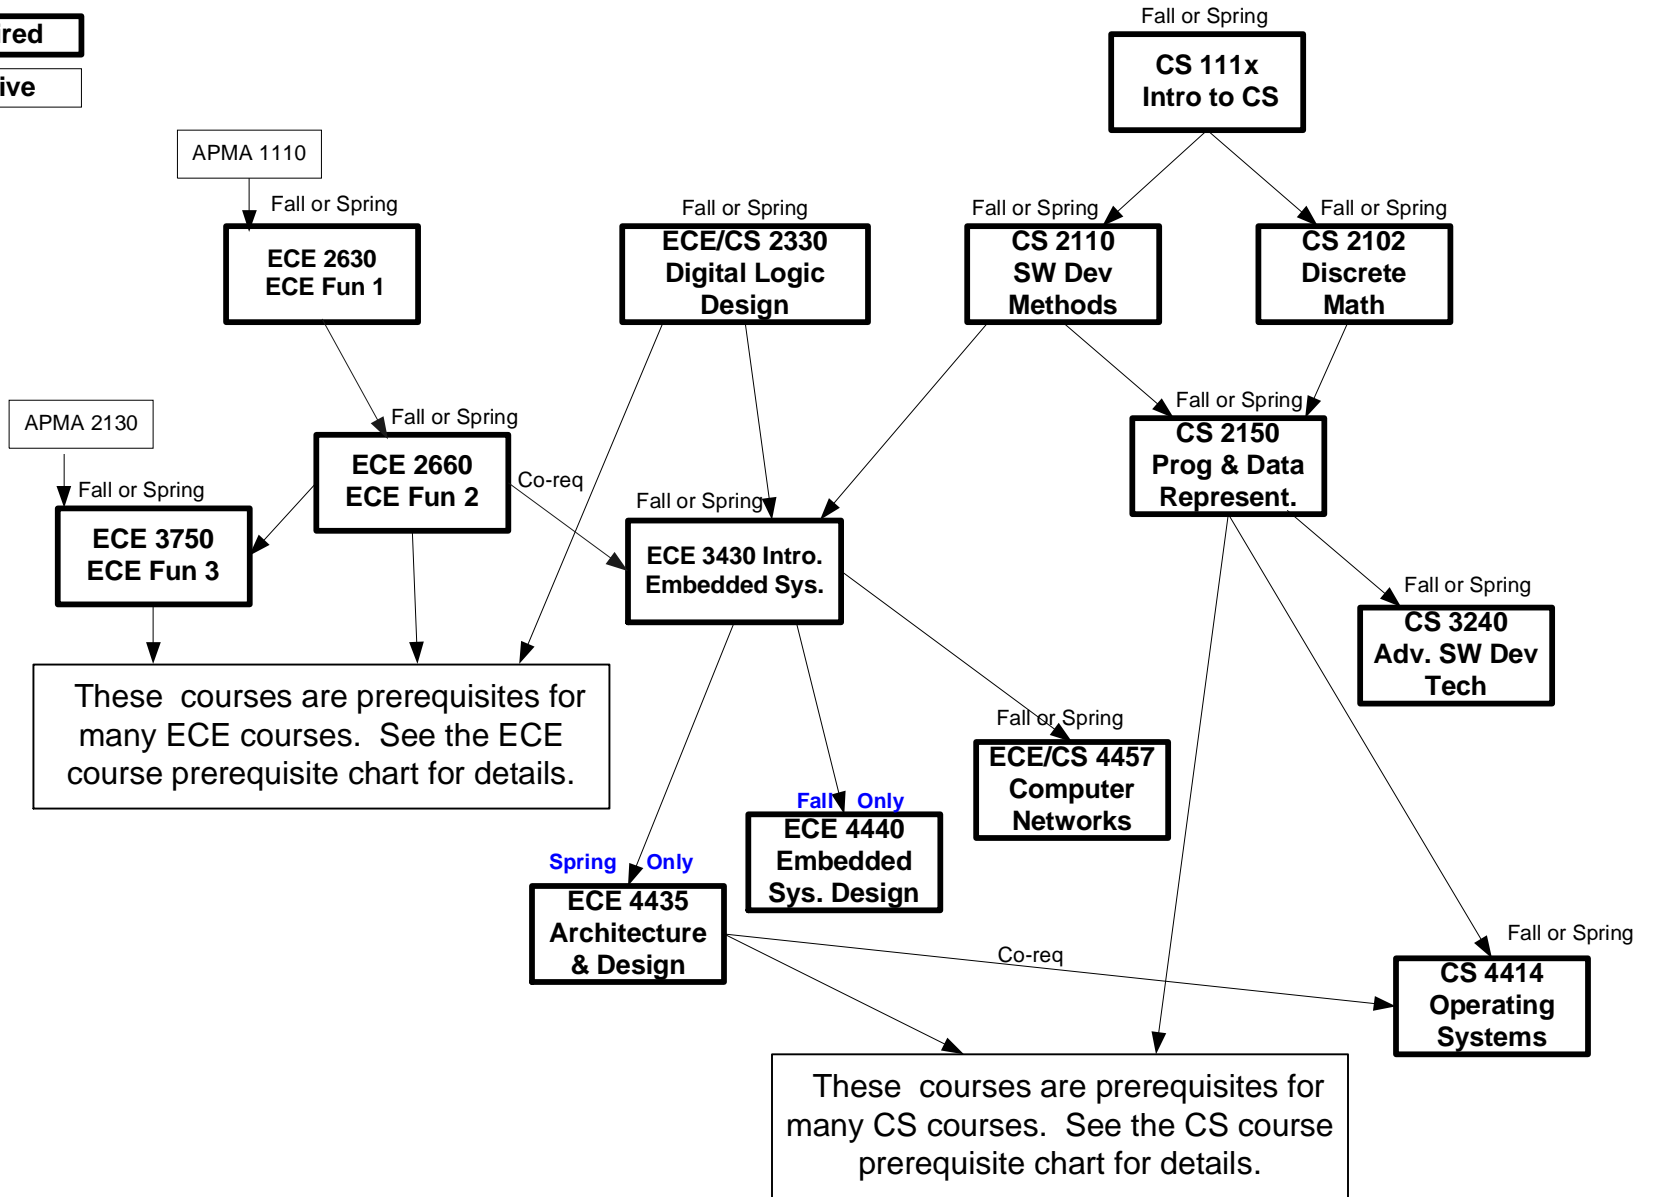 Fall or Spring
ired
CS 111x
Intro to CS
ive
APMA 1110
Fall or Spring
Fall or Spring
Fall or Spring
Fall or Spring
ECE 2630
ECE Fun 1
ECE/CS 2330
Digital Logic
Design
CS 2110
SW Dev
Methods
CS 2102
Discrete
Math
APMA 2130
Fall or Spring
Fall or Spring
ECE 2660
ECE Fun 2
CS 2150
Prog & Data
Represent.
Co-req
Fall or Spring
Fall or Spring
ECE 3750
ECE Fun 3
ECE 3430 Intro.
Embedded Sys.
Fall or Spring
CS 3240
Adv. SW Dev
Tech
These courses are prerequisites for
many ECE courses. See the ECE
course prerequisite chart for details.
Fall or Spring
ECE/CS 4457
Computer
Networks
Fall Only
ECE 4440
Embedded
Sys. Design
Spring Only
ECE 4435
Architecture
& Design
Co-req
Fall or Spring
CS 4414
Operating
Systems
These courses are prerequisites for
many CS courses. See the CS course
prerequisite chart for details.